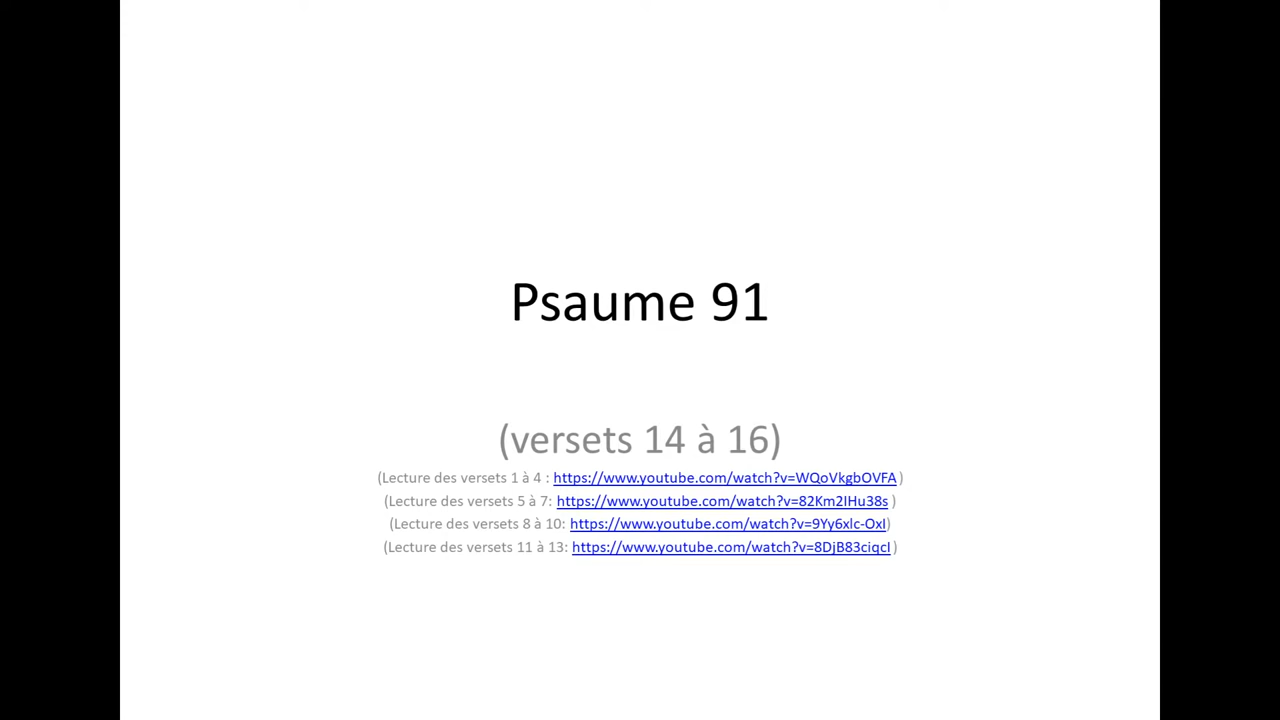 Psaume 91
(versets 14 à 16)
(Lecture des versets 1 à 4 : https://www.youtube.com/watch?v=WQoVkgbOVFA )
(Lecture des versets 5 à 7: https://www.youtube.com/watch?v=82Km2IHu38s )
(Lecture des versets 8 à 10: https://www.youtube.com/watch?v=9Yy6xlc-OxI)
(Lecture des versets 11 à 13: https://www.youtube.com/watch?v=8DjB83ciqcI )